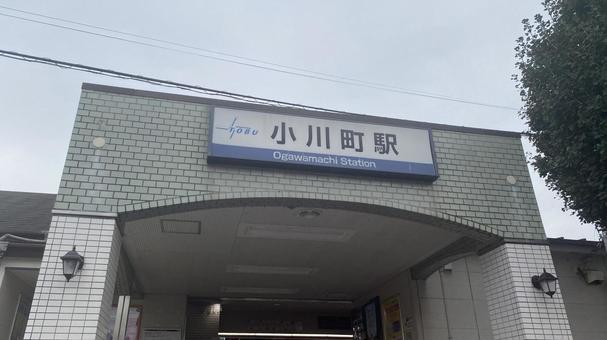 TOBU 小川町駅
Ogawamachi Station